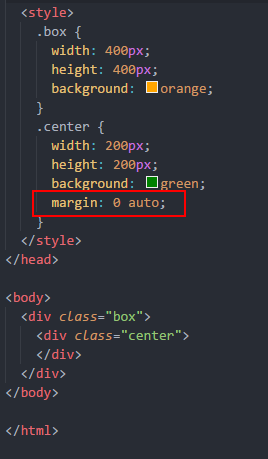 <style>
.box {
width: 400px;
height: 400px;
background: orange;
}
.center {
width: 200px;
height: 200px;
background: green;
margin: 0 auto;
}
</style>
</head>
<body>
<div class="box">
<div class="center">
</div>
</div>
</body>
</html>